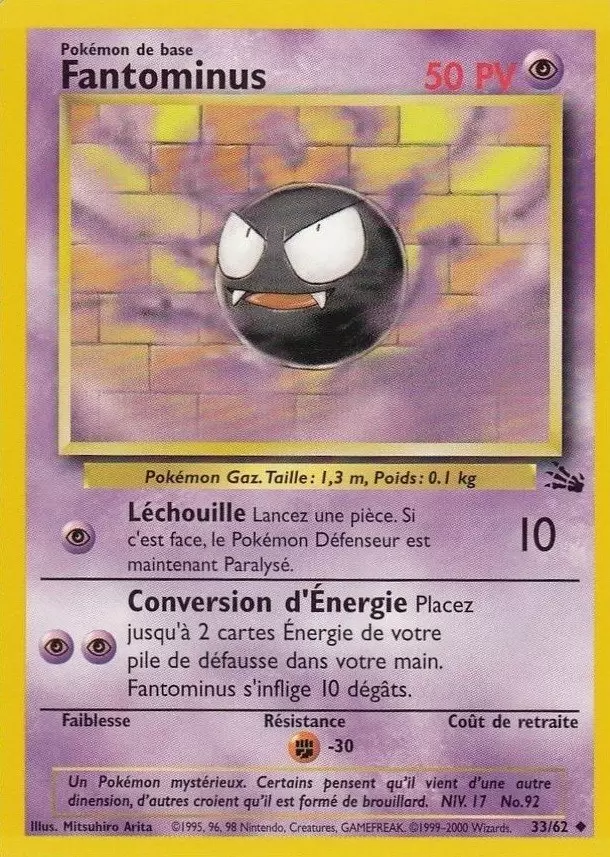 Pokémon de base
Fantominus
50 PV
Pokémon Gaz. Taille: 1,3 m, Poids: 0.1 kg
Léchouille Lancez une pièce. Si
c'est face, le Pokémon Défenseur est
maintenant Paralysé.
10
Conversion d'Énergie Placez
jusqu'à 2 cartes Énergie de votre
pile de défausse dans votre main.
Fantominus s'inflige 10 dégâts.
Faiblesse Résistance Coût de retraite
-30
Un Pokémon mystérieux. Certains pensent qu'il vient d'une autre
dinension, d'autres croient qu'il est formé de brouillard. NIV. 17 No.92
Illus. Mitsuhiro Arita ©1995, 96, 98 Nintendo, Creatures, GAMEFREAK. ©1999-2000 Wizards. 33/62